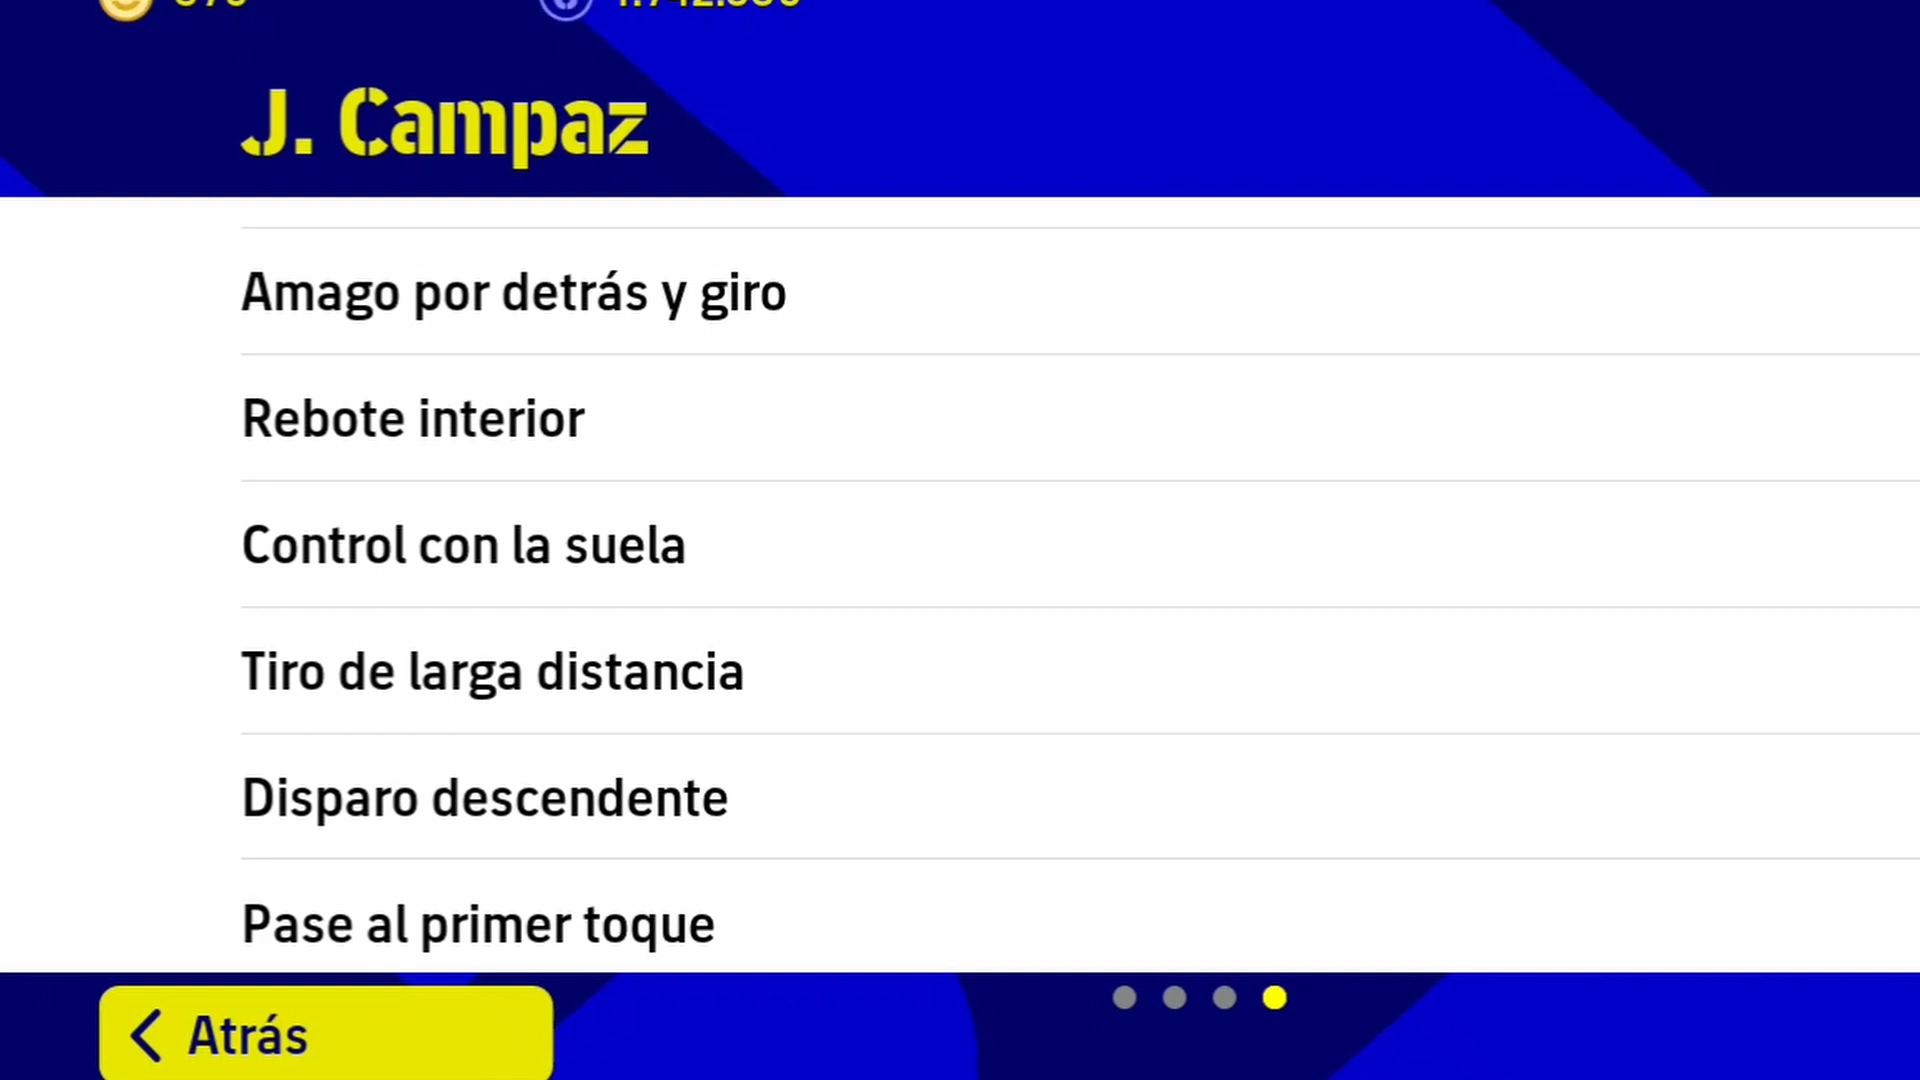 J. Campaz
Amago por detrás y giro
Rebote interior
Control con la suela
Tiro de larga distancia
Disparo descendente
Pase al primer toque
Atrás